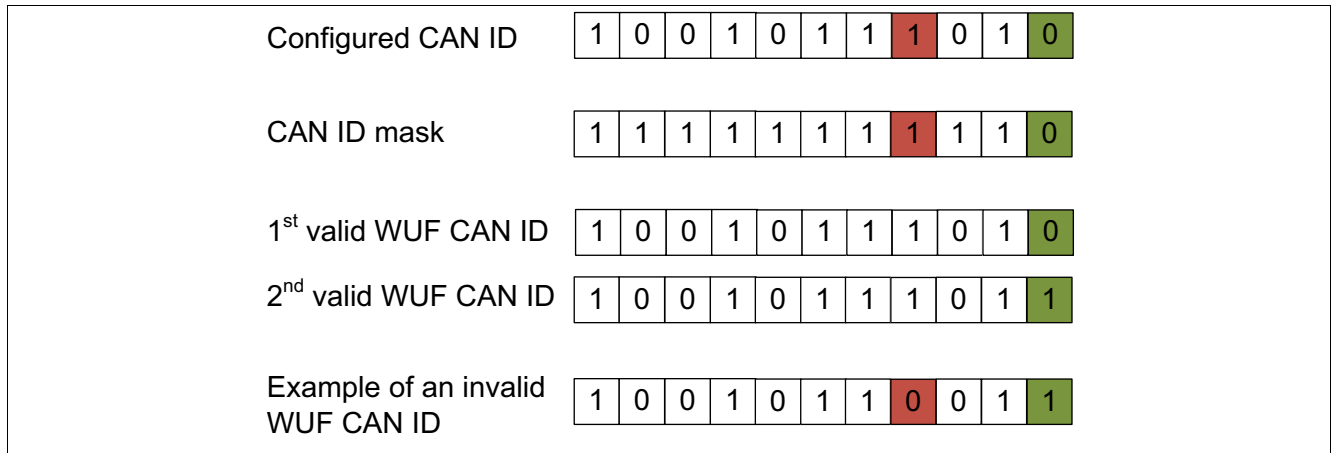 Configured CAN ID 1 0 0 1 0 1 1 1 0 1 0
CAN ID mask 1 1 1 1 1 1 1 1 1 1 0
1st valid WUF CAN ID 1 0 0 1 0 1 1 1 0 1 0
2nd valid WUF CAN ID 1 0 0 1 0 1 1 1 0 1 1
Example of an invalid
WUF CAN ID 1 0 0 1 0 1 1 0 0 1 1